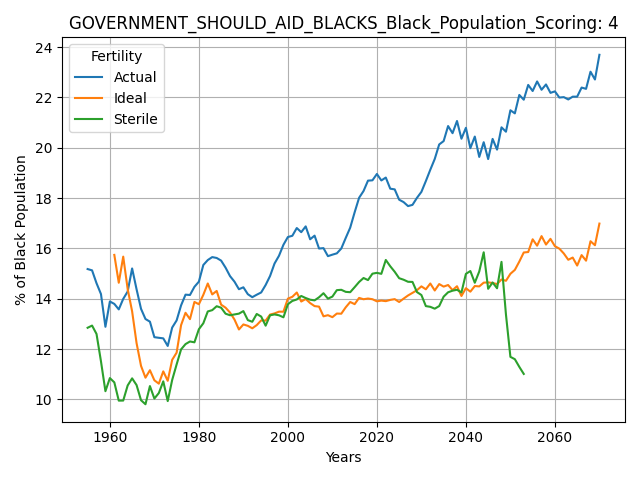 GOVERNMENT_SHOULD_AID_BLACKS_Black_Population_Scoring: 4
Fertility
Actual
Ideal
Sterile
% of Black Population
24
22
20
18
16
14
12
10
1960 1980 2000 2020 2040 2060
Years